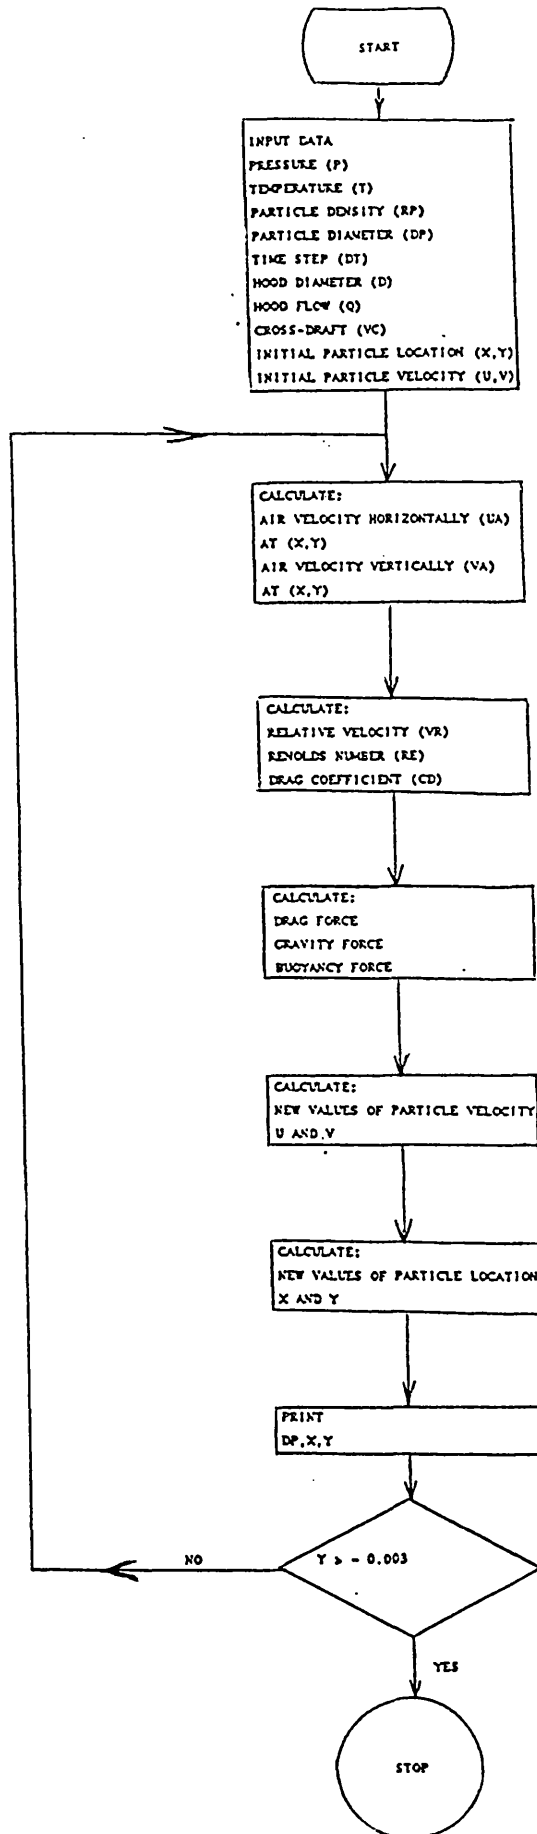 START
INPUT DATA
PRESSURE (P)
TEMPERATURE (T)
PARTICLE DENSITY (RP)
PARTICLE DIAMETER (DP)
TIME STEP (DT)
HOOD DIAMETER (D)
HOOD FLOW (Q)
CROSS-DRAFT (VC)
INITIAL PARTICLE LOCATION (X,Y)
INITIAL PARTICLE VELOCITY (U,V)
CALCULATE:
AIR VELOCITY HORIZONTALLY (UA)
AT (X,Y)
AIR VELOCITY VERTICALLY (VA)
AT (X,Y)
CALCULATE:
RELATIVE VELOCITY (VR)
RENOLDS NUMBER (RE)
DRAG COEFFICIENT (CD)
CALCULATE:
DRAG FORCE
GRAVITY FORCE
BUOYANCY FORCE
CALCULATE:
NEW VALUES OF PARTICLE VELOCITY
U AND.V
CALCULATE:
NEW VALUES OF PARTICLE LOCATION
X AND Y
PRINT
DP,X,Y
Y > - 0.003
NO
YES
STOP